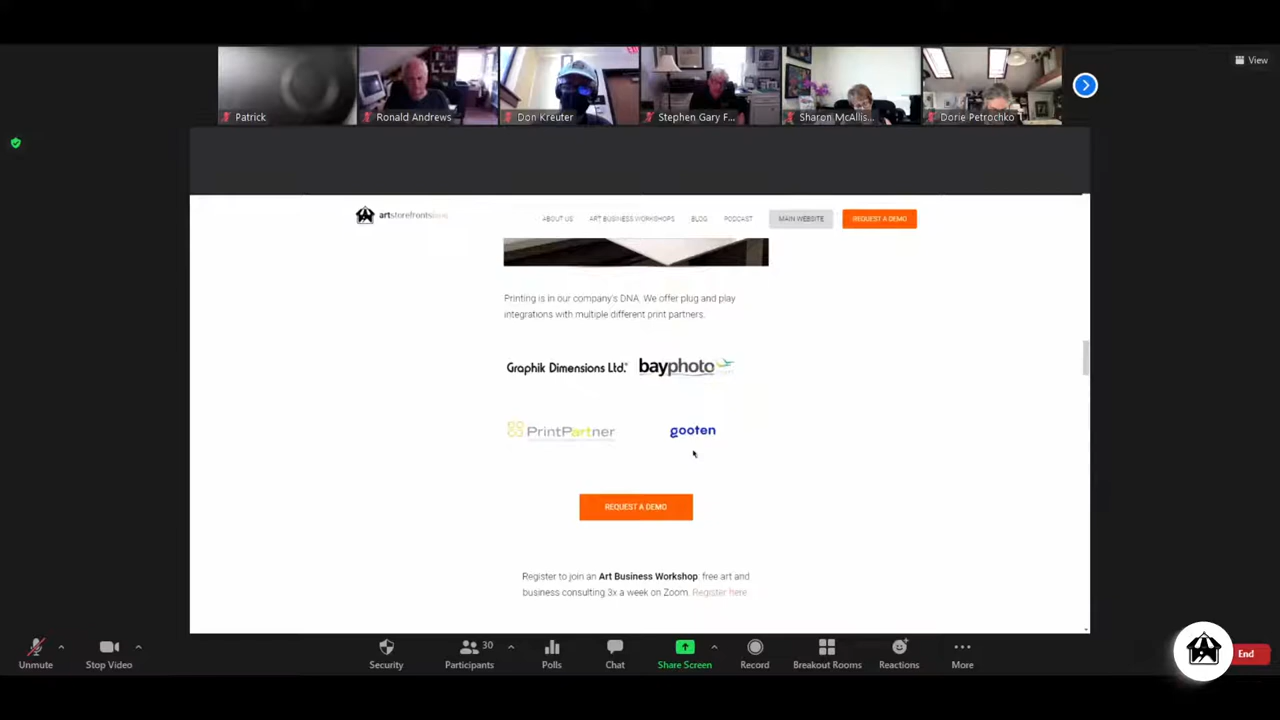 View
Patrick
Ronald Andrews
Don Kreuter
Stephen Gary F...
Sharon McAllis...
Dorie Petrochko
artstorefronts
ABOUT US
ART BUSINESS WORKSHOPS
BLOG
PODCAST
MAIN WEBSITE
REQUEST A DEMO
Printing is in our company's DNA. We offer plug and play
integrations with multiple different print partners.
Graphik Dimensions Ltd.
bayphoto
PrintPartner
gooten
REQUEST A DEMO
Register to join an Art Business Workshop, free art and
business consulting 3x a week on Zoom. Register here
Unmute
Stop Video
Security
Participants
30
Polls
Chat
Share Screen
Record
Breakout Rooms
Reactions
More
End